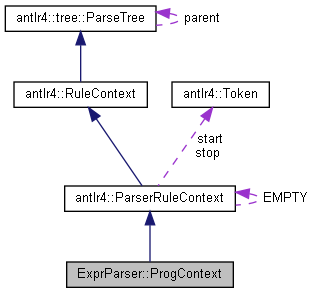 antlr4::tree::ParseTree
parent
antlr4::RuleContext
antlr4::Token
start
stop
antlr4::ParserRuleContext
EMPTY
ExprParser::ProgContext